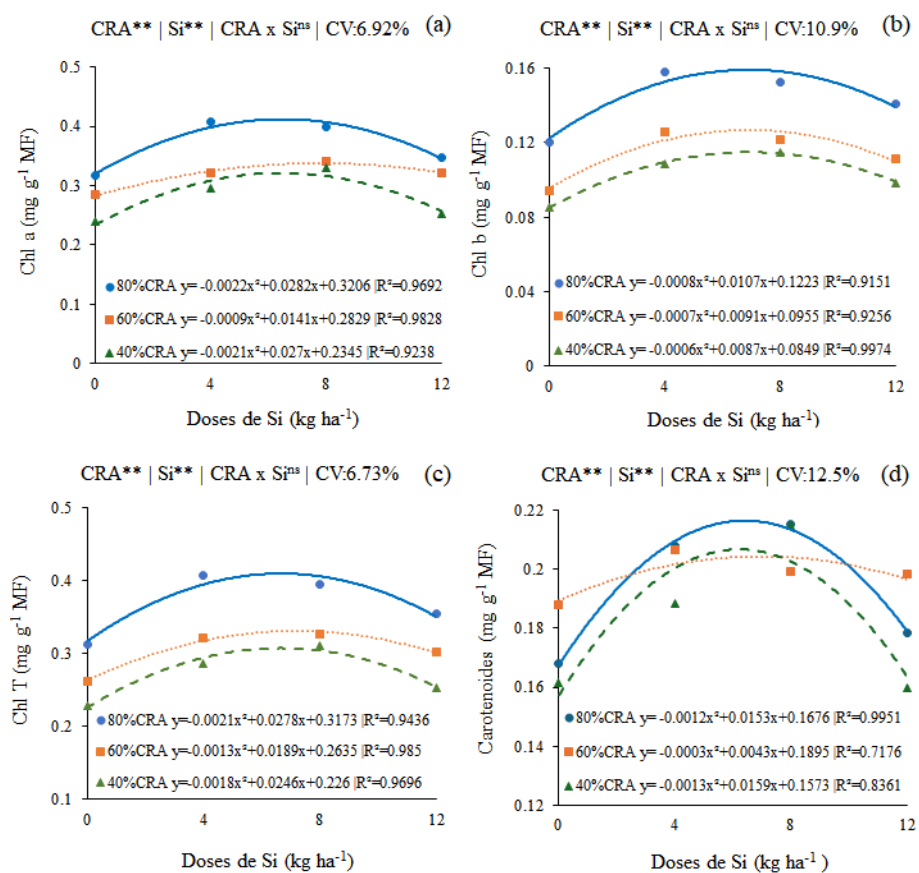 CRA** | Si** | CRA x Siⁿˢ | CV:6.92% (a)
0.5
0.4
0.3
0.2
0.1
0
Chl a (mg g⁻¹ MF)
80%CRA y= -0.0022x²+0.0282x+0.3206 |R²=0.9692
60%CRA y= -0.0009x²+0.0141x+0.2829 |R²=0.9828
40%CRA y= -0.0021x²+0.027x+0.2345 |R²=0.9238
0 4 8 12
Doses de Si (kg ha⁻¹)
CRA** | Si** | CRA x Siⁿˢ | CV:10.9% (b)
0.16
0.12
0.08
0.04
0
Chl b (mg g⁻¹ MF)
80%CRA y= -0.0008x²+0.0107x+0.1223 |R²=0.9151
60%CRA y= -0.0007x²+0.0091x+0.0955 |R²=0.9256
40%CRA y= -0.0006x²+0.0087x+0.0849 |R²=0.9974
0 4 8 12
Doses de Si (kg ha⁻¹)
CRA** | Si** | CRA x Siⁿˢ | CV:6.73% (c)
0.5
0.4
0.3
0.2
0.1
Chl T (mg g⁻¹ MF)
80%CRA y=-0.0021x²+0.0278x+0.3173 |R²=0.9436
60%CRA y=-0.0013x²+0.0189x+0.2635 |R²=0.985
40%CRA y=-0.0018x²+0.0246x+0.226 |R²=0.9696
0 4 8 12
Doses de Si (kg ha⁻¹)
CRA** | Si** | CRA x Siⁿˢ | CV:12.5% (d)
0.22
0.2
0.18
0.16
0.14
0.12
Carotenoides (mg g⁻¹ MF)
80%CRA y= -0.0012x²+0.0153x+0.1676 |R²=0.9951
60%CRA y= -0.0003x²+0.0043x+0.1895 |R²=0.7176
40%CRA y= -0.0013x²+0.0159x+0.1573 |R²=0.8361
0 4 8 12
Doses de Si (kg ha⁻¹ )